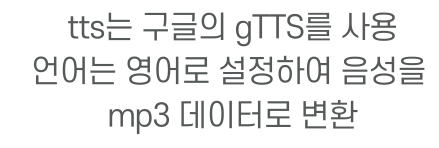 tts는 구글의 gTTS를 사용
언어는 영어로 설정하여 음성을
mp3 데이터로 변환